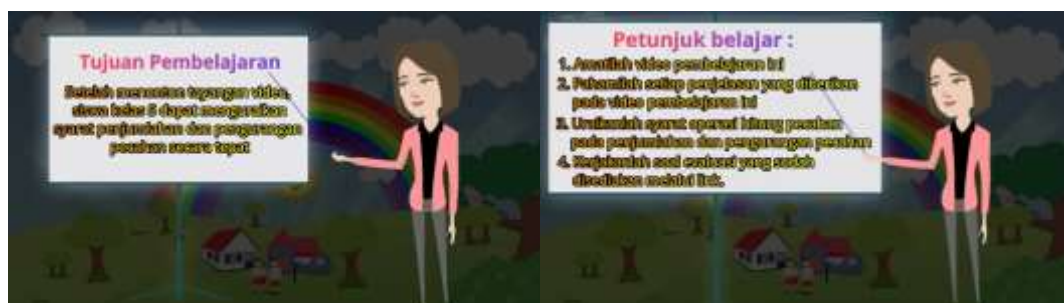 Tujuan Pembelajaran
Setelah menonton tayangan video,
siswa kelas 5 dapat menguraikan
syarat penjumlahan dan pengurangan
pecahan secara tepat
Petunjuk belajar :
1. Amatilah video pembelajaran ini
2. Pahamilah setiap penjelasan yang diberikan
pada video pembelajaran ini
3. Uraikanlah syarat operasi hitung pecahan
pada penjumlahan dan pengurangan pecahan
4. Kerjakanlah soal evaluasi yang sudah
disediakan melalui link.